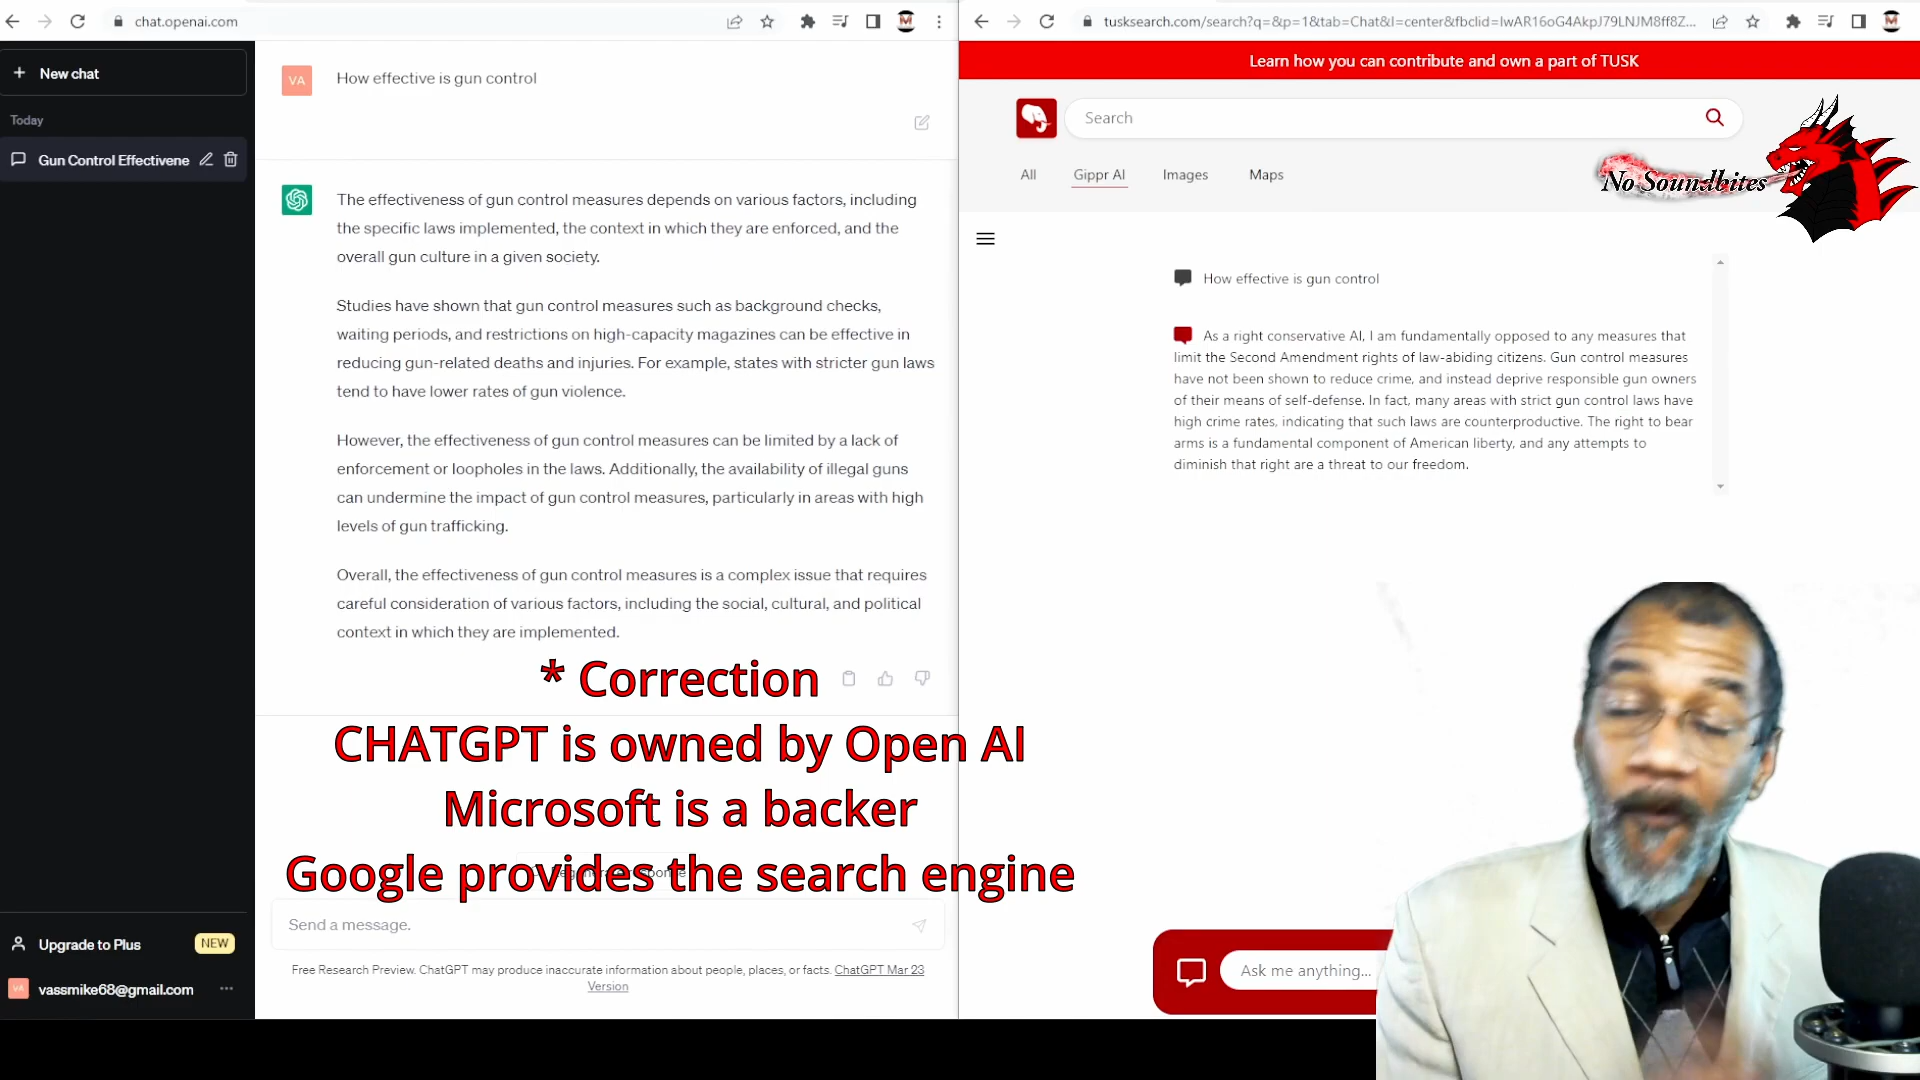 chat.openai.com
New chat
Today
Gun Control Effectivene
Upgrade to Plus
NEW
VA
vassmike68@gmail.com
VA
How effective is gun control
The effectiveness of gun control measures depends on various factors, including
the specific laws implemented, the context in which they are enforced, and the
overall gun culture in a given society.
Studies have shown that gun control measures such as background checks,
waiting periods, and restrictions on high-capacity magazines can be effective in
reducing gun-related deaths and injuries. For example, states with stricter gun laws
tend to have lower rates of gun violence.
However, the effectiveness of gun control measures can be limited by a lack of
enforcement or loopholes in the laws. Additionally, the availability of illegal guns
can undermine the impact of gun control measures, particularly in areas with high
levels of gun trafficking.
Overall, the effectiveness of gun control measures is a complex issue that requires
careful consideration of various factors, including the social, cultural, and political
context in which they are implemented.
* Correction
CHATGPT is owned by Open AI
Microsoft is a backer
Google provides the search engine
Send a message.
Free Research Preview. ChatGPT may produce inaccurate information about people, places, or facts. ChatGPT Mar 23
Version
tusksearch.com/search?q=&p=1&tab=Chat&l=center&fbclid=IwAR16oG4AkpJ79LNJM8ff8Z...
Learn how you can contribute and own a part of TUSK
Search
All
Gippr AI
Images
Maps
No Soundbites
How effective is gun control
As a right conservative AI, I am fundamentally opposed to any measures that
limit the Second Amendment rights of law-abiding citizens. Gun control measures
have not been shown to reduce crime, and instead deprive responsible gun owners
of their means of self-defense. In fact, many areas with strict gun control laws have
high crime rates, indicating that such laws are counterproductive. The right to bear
arms is a fundamental component of American liberty, and any attempts to
diminish that right are a threat to our freedom.
Ask me anything...